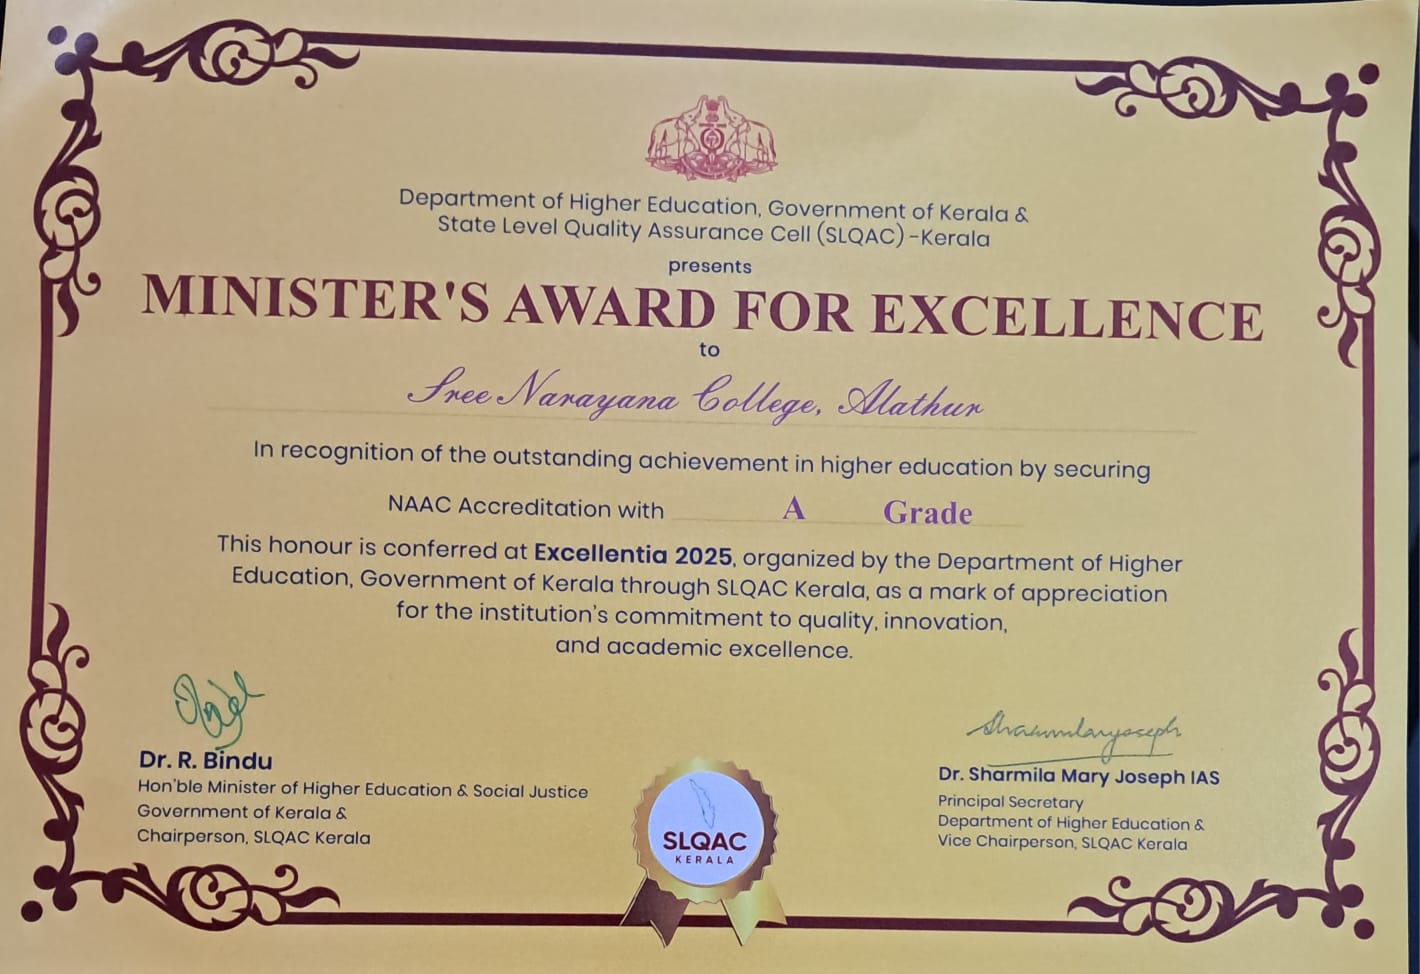 Department of Higher Education, Government of Kerala &
State Level Quality Assurance Cell (SLQAC) -Kerala
presents
MINISTER'S AWARD FOR EXCELLENCE
to
Sree Narayana College, Alathur
In recognition of the outstanding achievement in higher education by securing
NAAC Accreditation with A Grade
This honour is conferred at Excellentia 2025, organized by the Department of Higher
Education, Government of Kerala through SLQAC Kerala, as a mark of appreciation
for the institution's commitment to quality, innovation,
and academic excellence.
Dr. R. Bindu
Hon'ble Minister of Higher Education & Social Justice
Government of Kerala &
Chairperson, SLQAC Kerala
SLQAC
KERALA
Sharmilamaryjoseph
Dr. Sharmila Mary Joseph IAS
Principal Secretary
Department of Higher Education &
Vice Chairperson, SLQAC Kerala